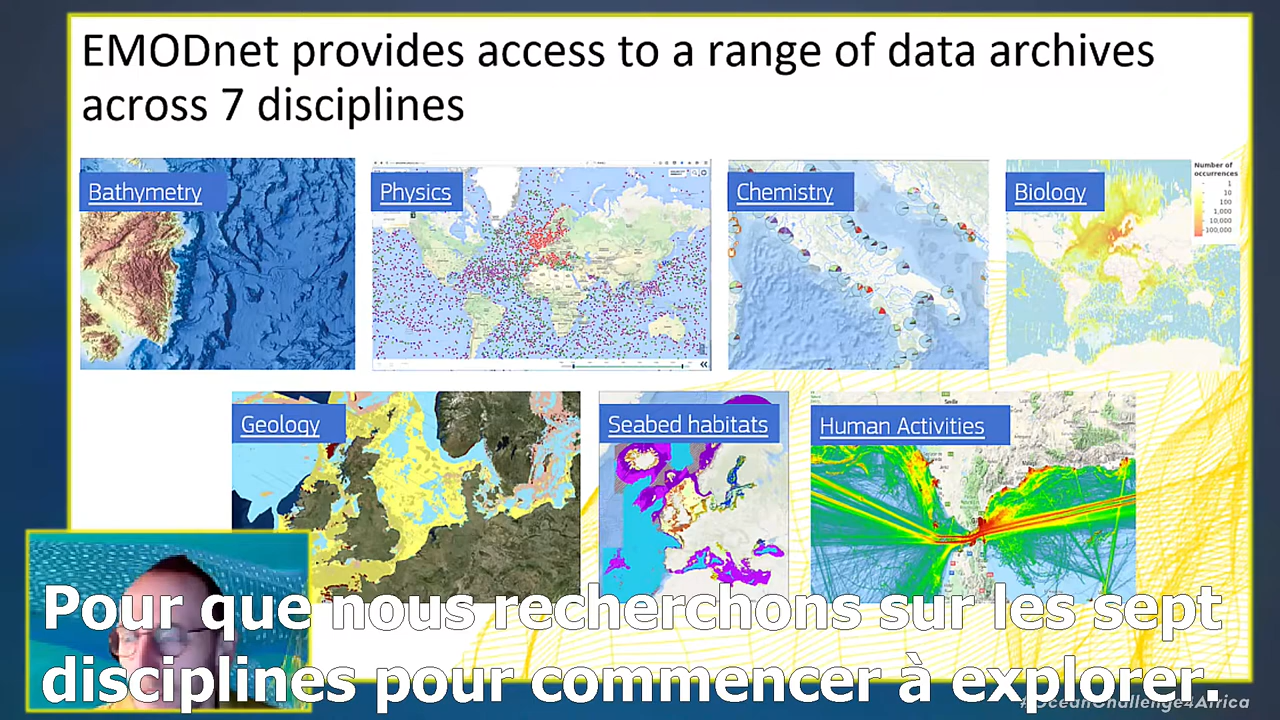 EMODnet provides access to a range of data archives
across 7 disciplines
Bathymetry
Physics
Chemistry
Biology
Number of
occurrences
1
10
100
1,000
10,000
100,000
Geology
Seabed habitats
Human Activities
Pour que nous recherchons sur les sept
disciplines pour commencer à explorer.
#OceanChallenge4Africa